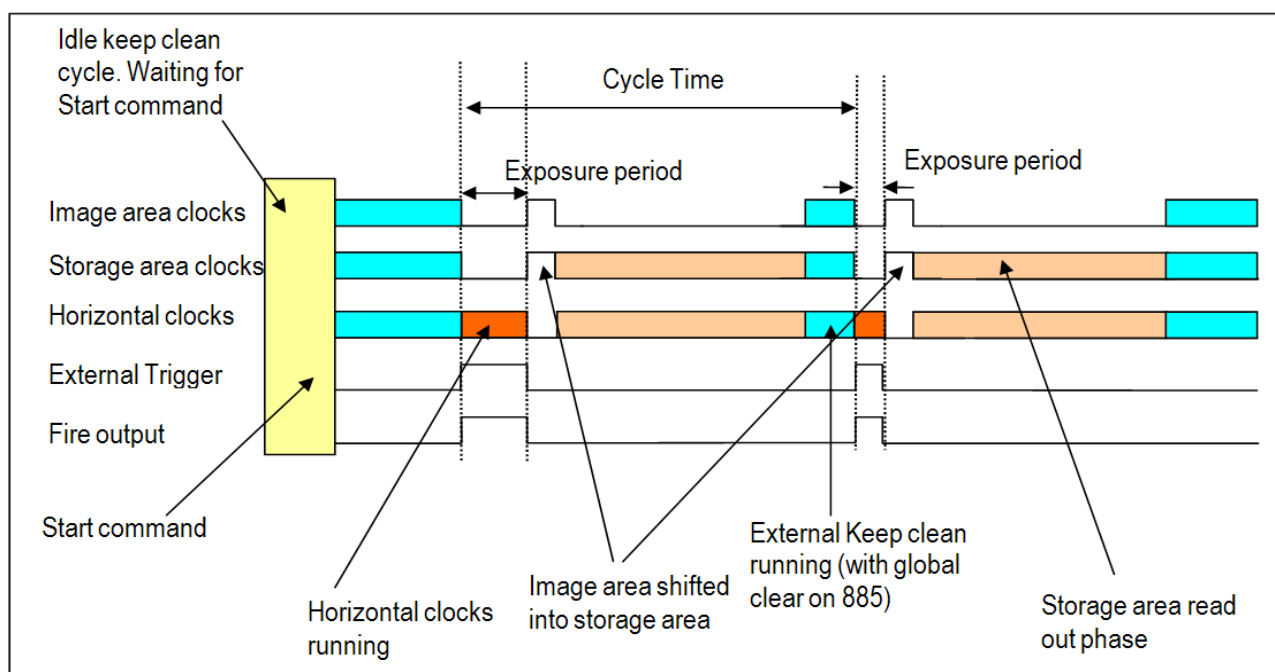 Idle keep clean
cycle. Waiting for
Start command
Cycle Time
Exposure period
Exposure period
Image area clocks
Storage area clocks
Horizontal clocks
External Trigger
Fire output
Start command
Horizontal clocks
running
Image area shifted
into storage area
External Keep clean
running (with global
clear on 885)
Storage area read
out phase